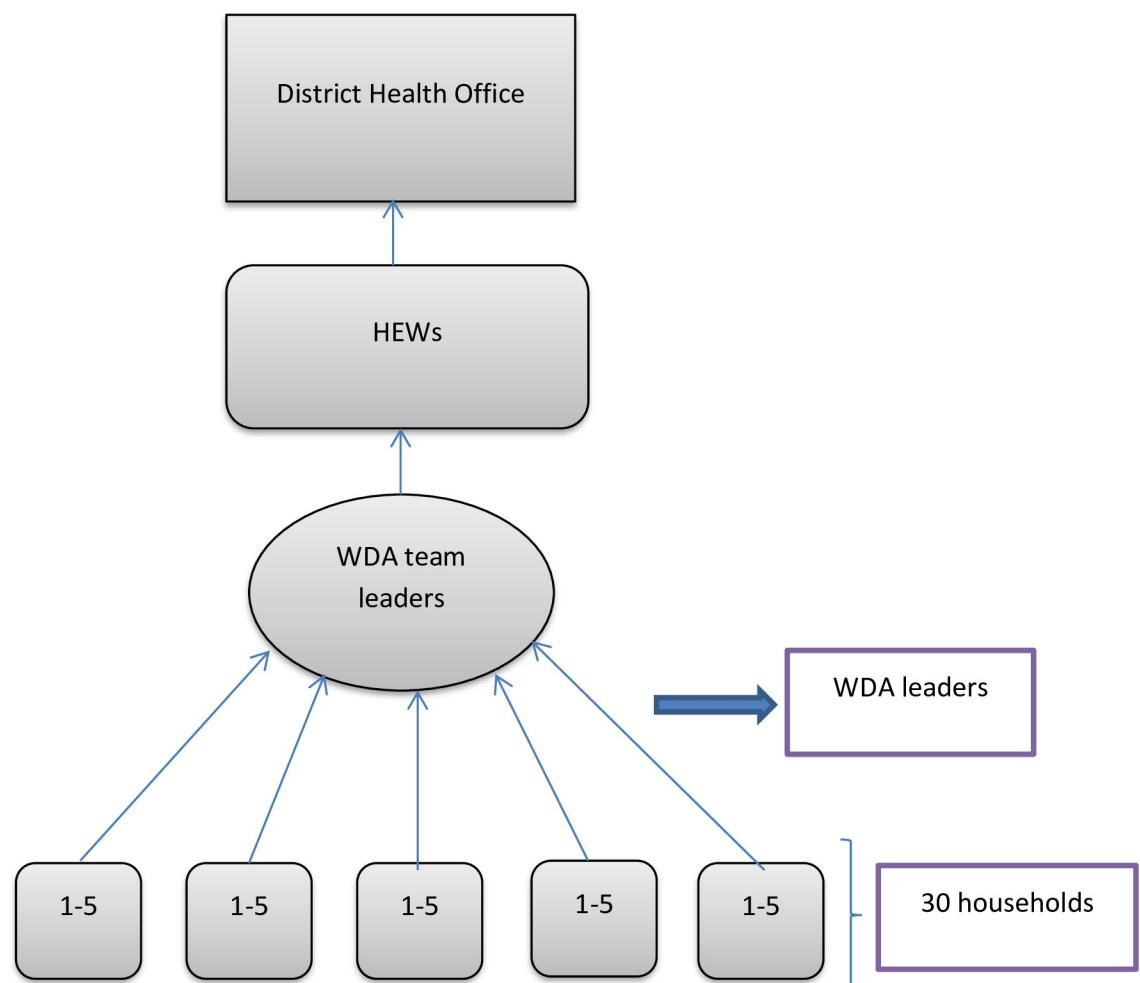 District Health Office
HEWs
WDA team
leaders
WDA leaders
1-5
1-5
1-5
1-5
1-5
30 households